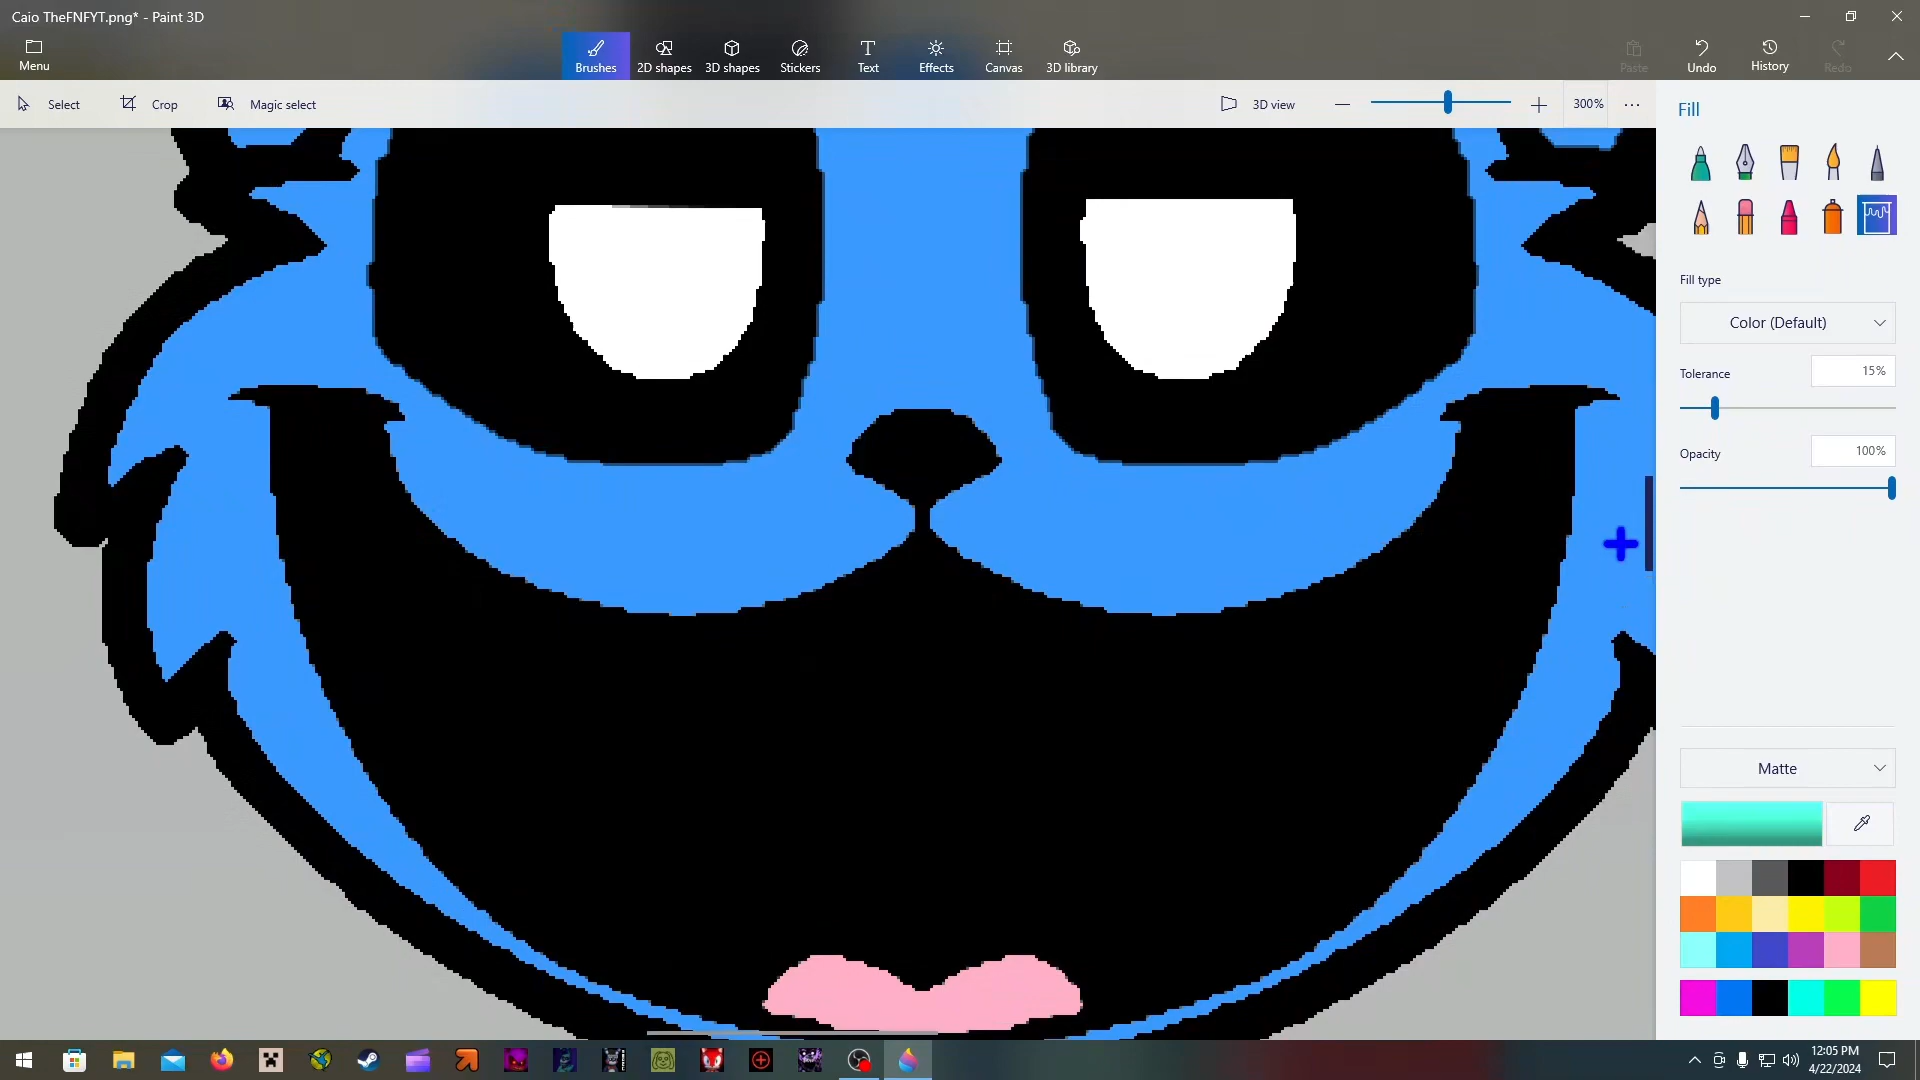 Caio TheFNFYT.png* - Paint 3D
Menu
Brushes
2D shapes
3D shapes
Stickers
Text
Effects
Canvas
3D library
Paste
Undo
History
Redo
Select
Crop
Magic select
3D view
300%
Fill
Fill type
Color (Default)
Tolerance
15%
Opacity
100%
Matte
12:05 PM
4/22/2024